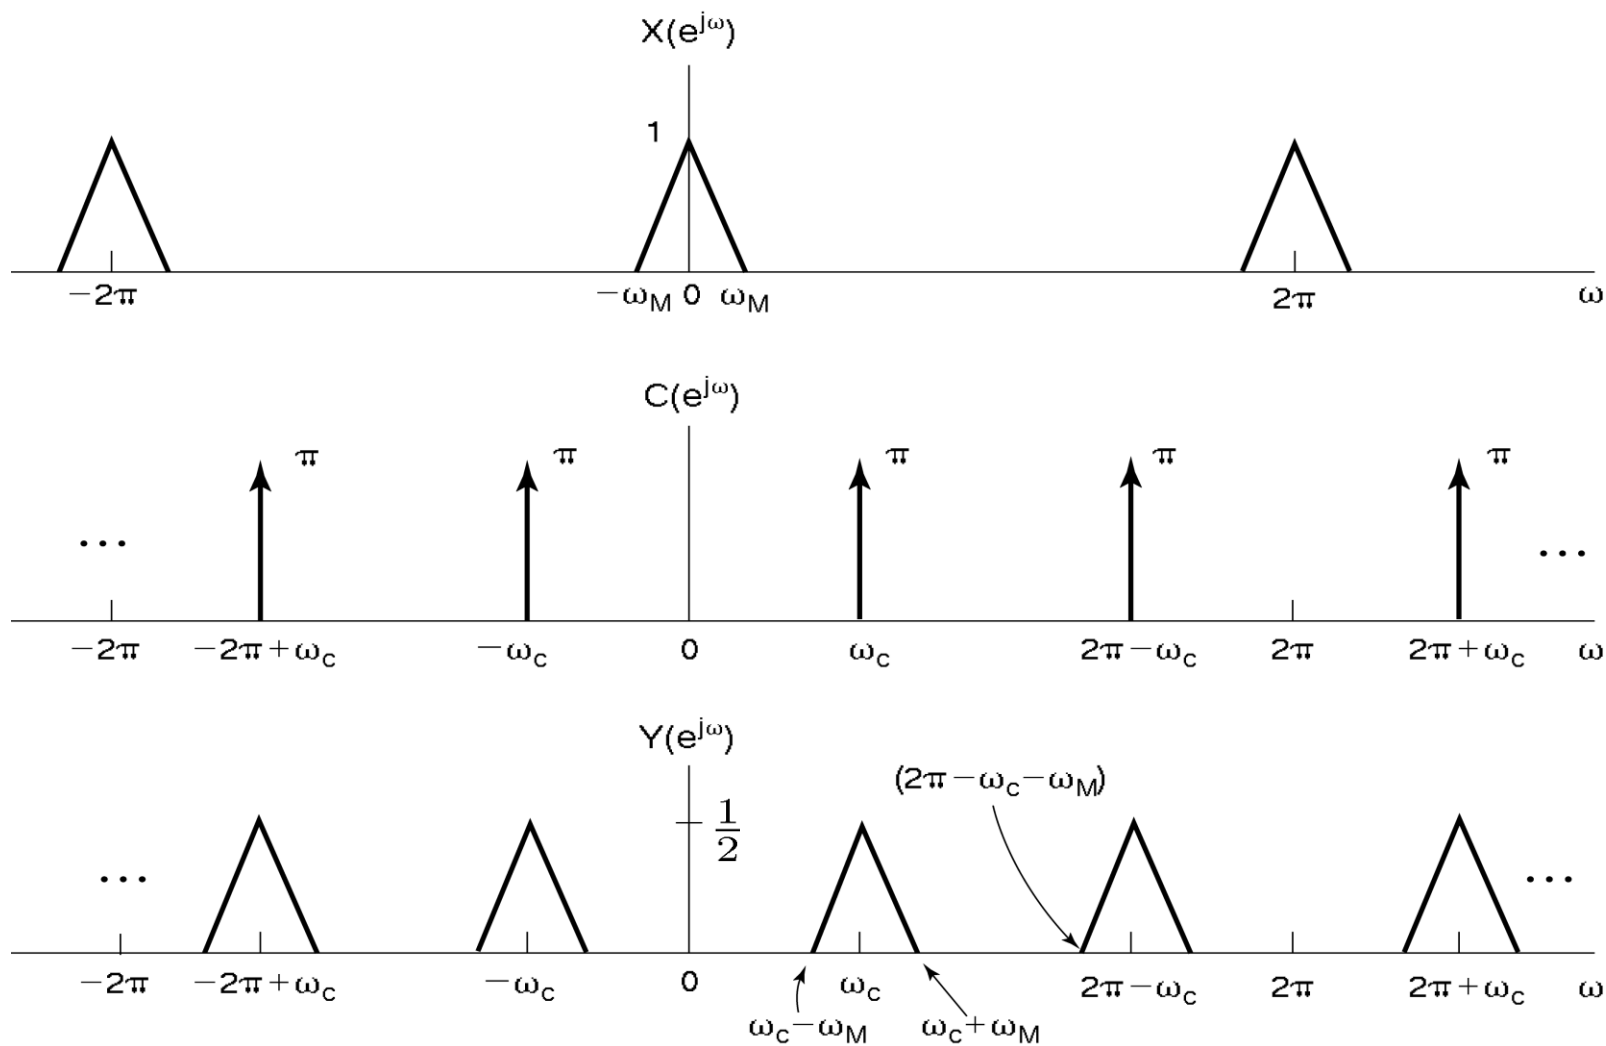 X(e^{jω})
1
−2π −ω_M 0 ω_M 2π ω
C(e^{jω})
π π π π π
... ...
−2π −2π+ω_c −ω_c 0 ω_c 2π−ω_c 2π 2π+ω_c ω
Y(e^{jω})
(2π−ω_c−ω_M)
1/2
... ...
−2π −2π+ω_c −ω_c 0 ω_c 2π−ω_c 2π 2π+ω_c ω
ω_c−ω_M ω_c+ω_M